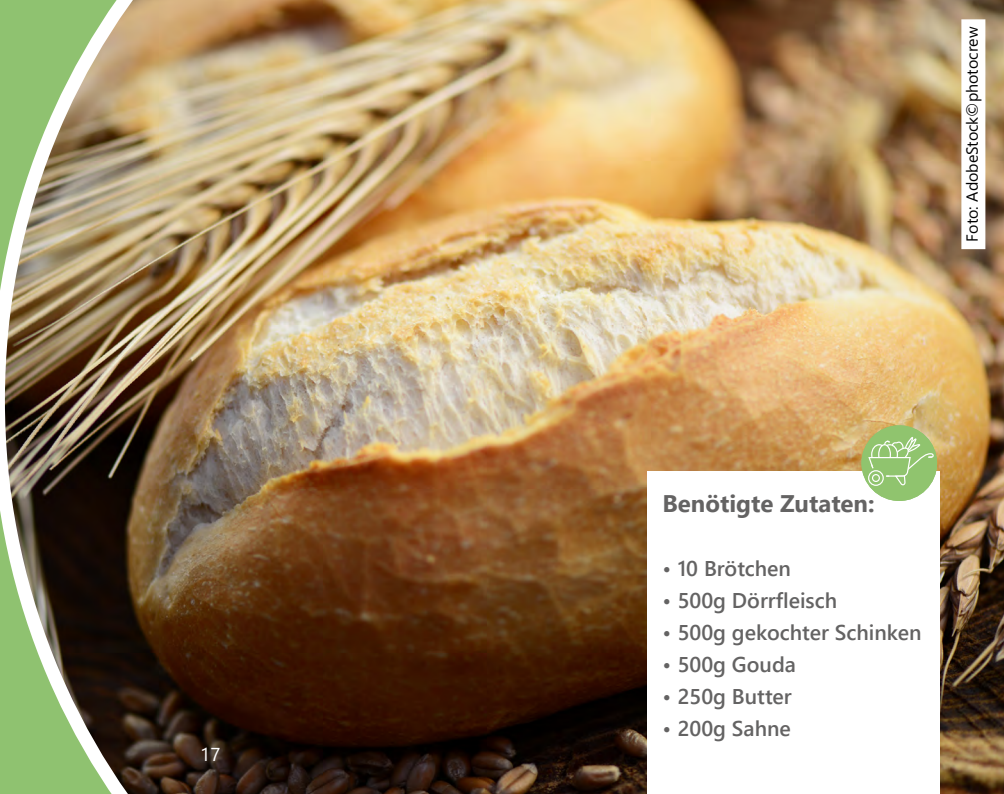 Foto: AdobeStock©photocrew
Benötigte Zutaten:
• 10 Brötchen
• 500g Dörrfleisch
• 500g gekochter Schinken
• 500g Gouda
• 250g Butter
• 200g Sahne
17